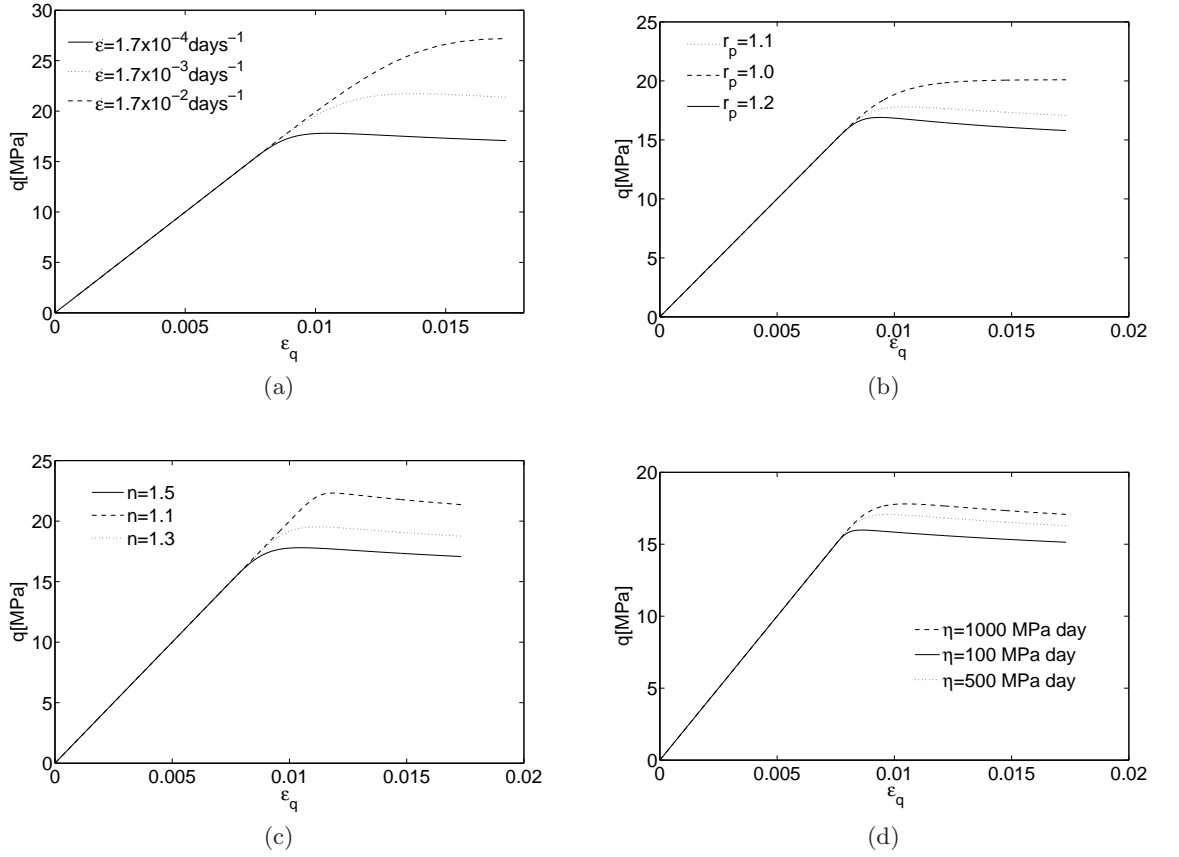 30
25
20
15
10
5
0
q[MPa]
ε̇=1.7x10⁻⁴days⁻¹
ε̇=1.7x10⁻³days⁻¹
ε̇=1.7x10⁻²days⁻¹
0 0.005 0.01 0.015
ε_q
(a)
25
20
15
10
5
0
q[MPa]
r_p=1.1
r_p=1.0
r_p=1.2
0 0.005 0.01 0.015 0.02
ε_q
(b)
25
20
15
10
5
0
q[MPa]
n=1.5
n=1.1
n=1.3
0 0.005 0.01 0.015 0.02
ε_q
(c)
20
15
10
5
0
q[MPa]
η=1000 MPa day
η=100 MPa day
η=500 MPa day
0 0.005 0.01 0.015 0.02
ε_q
(d)